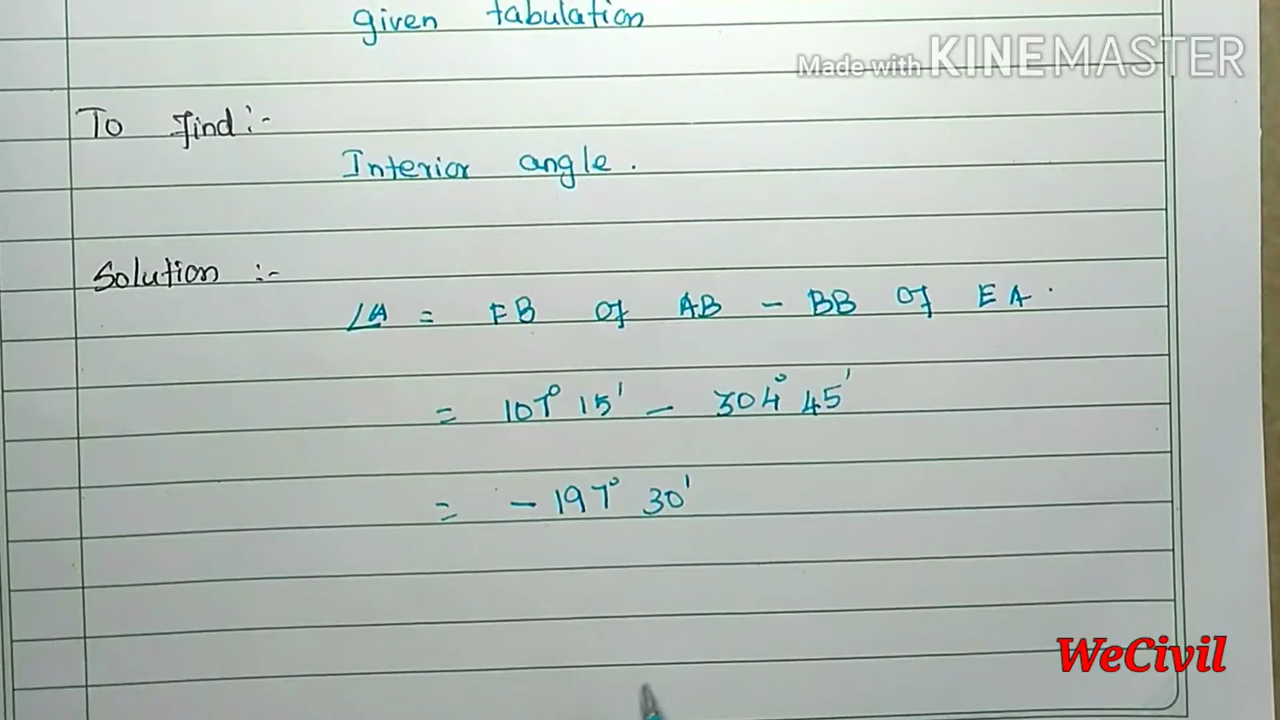 given tabulation
Made with KINEMASTER
To find:-
Interior angle.
Solution :-
∠A = FB of AB - BB of EA.
= 107° 15' - 304° 45'
= - 197° 30'
WeCivil